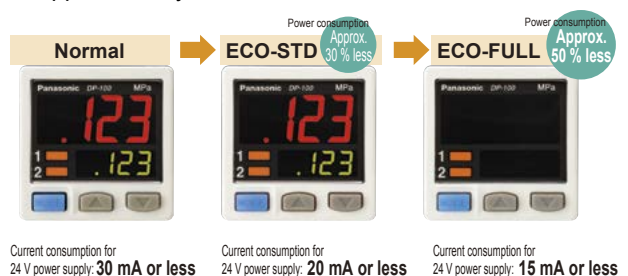 Power consumption
Approx.
30 % less
Power consumption
Approx.
50 % less
Normal
ECO-STD
ECO-FULL
Panasonic DP-100 MPa
.123
1
2
.123
Panasonic DP-100 MPa
.123
1
2
.123
Panasonic DP-100 MPa
1
2
Current consumption for
24 V power supply: 30 mA or less
Current consumption for
24 V power supply: 20 mA or less
Current consumption for
24 V power supply: 15 mA or less